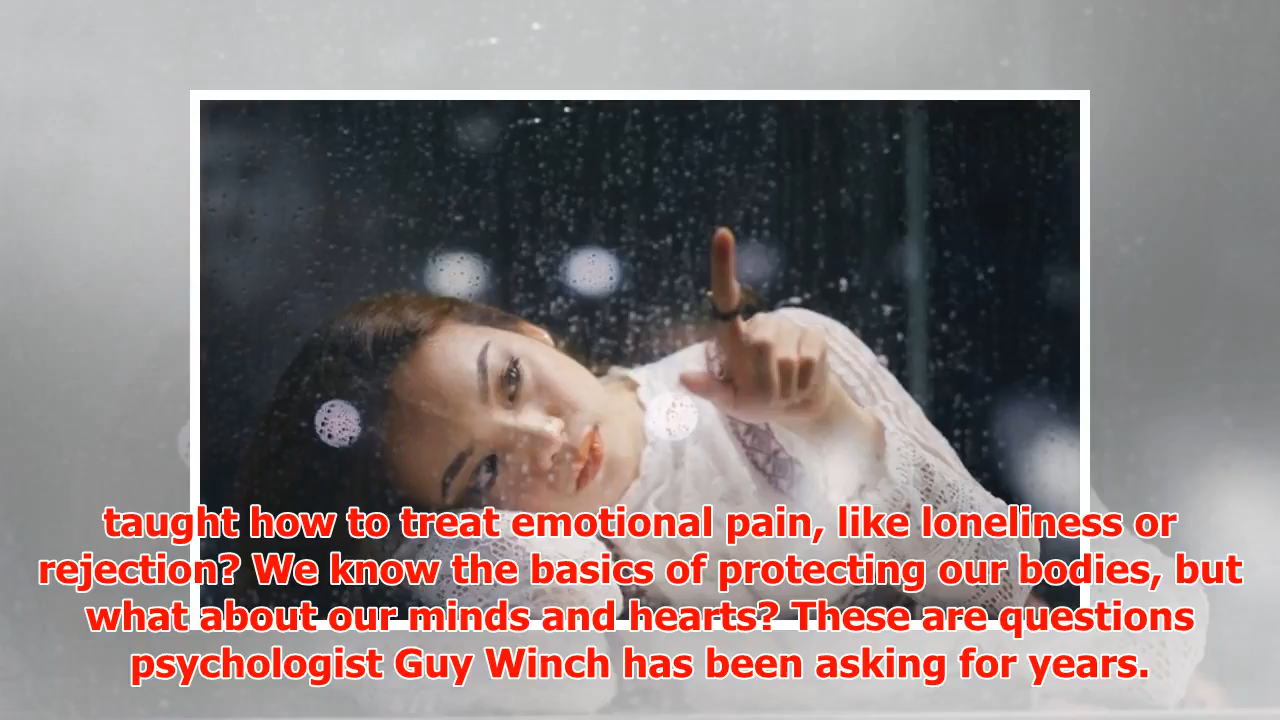 taught how to treat emotional pain, like loneliness or
rejection? We know the basics of protecting our bodies, but
what about our minds and hearts? These are questions
psychologist Guy Winch has been asking for years.